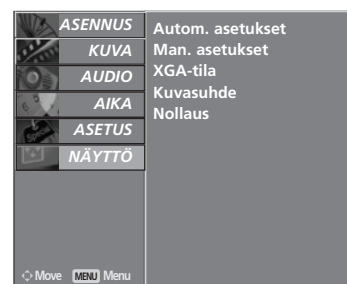 ASENNUS
KUVA
AUDIO
AIKA
ASETUS
NÄYTTÖ
Autom. asetukset
Man. asetukset
XGA-tila
Kuvasuhde
Nollaus
Move MENU Menu